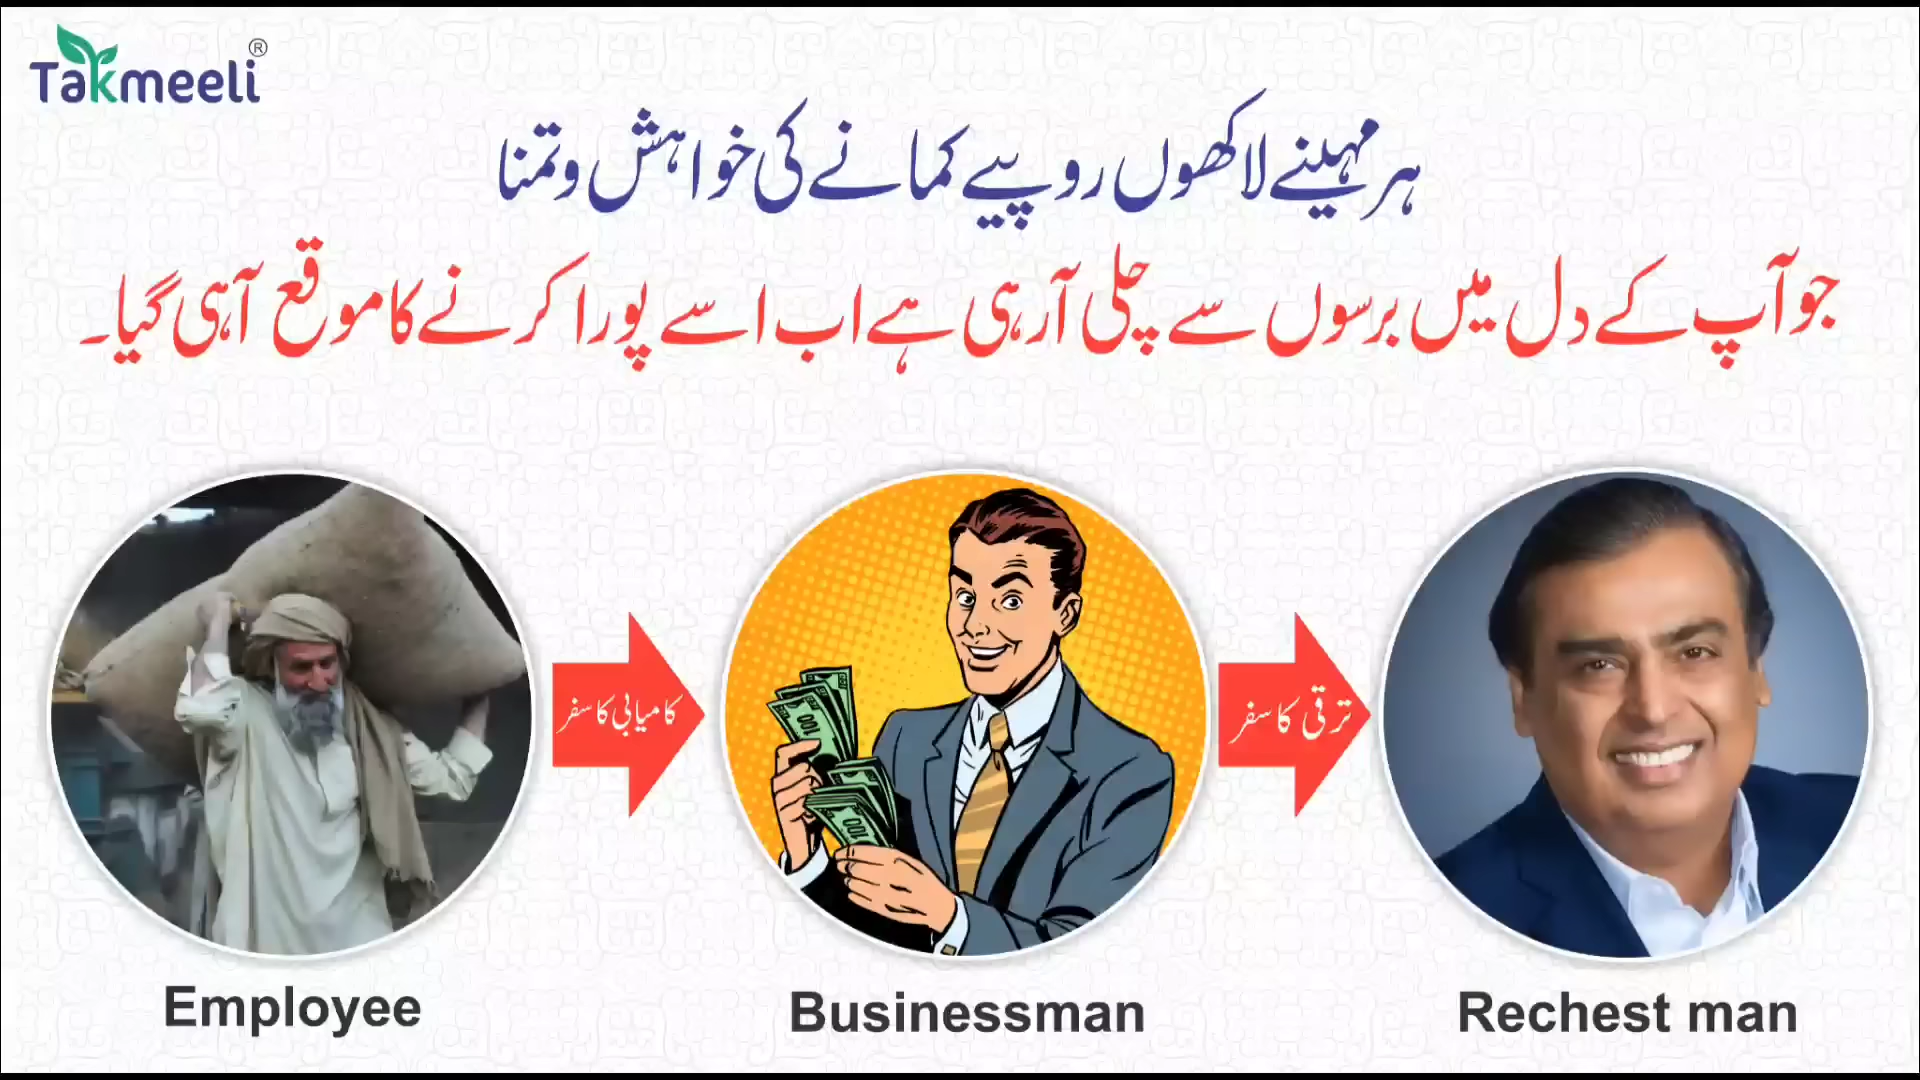 Takmeeli®
ہر مہینے لاکھوں روپیے کمانے کی خواہش و تمنا
جو آپ کے دل میں برسوں سے چلی آرہی ہے اب اسے پورا کرنے کا موقع آہی گیا۔
کامیابی کا سفر
ترقی کا سفر
Employee
Businessman
Rechest man